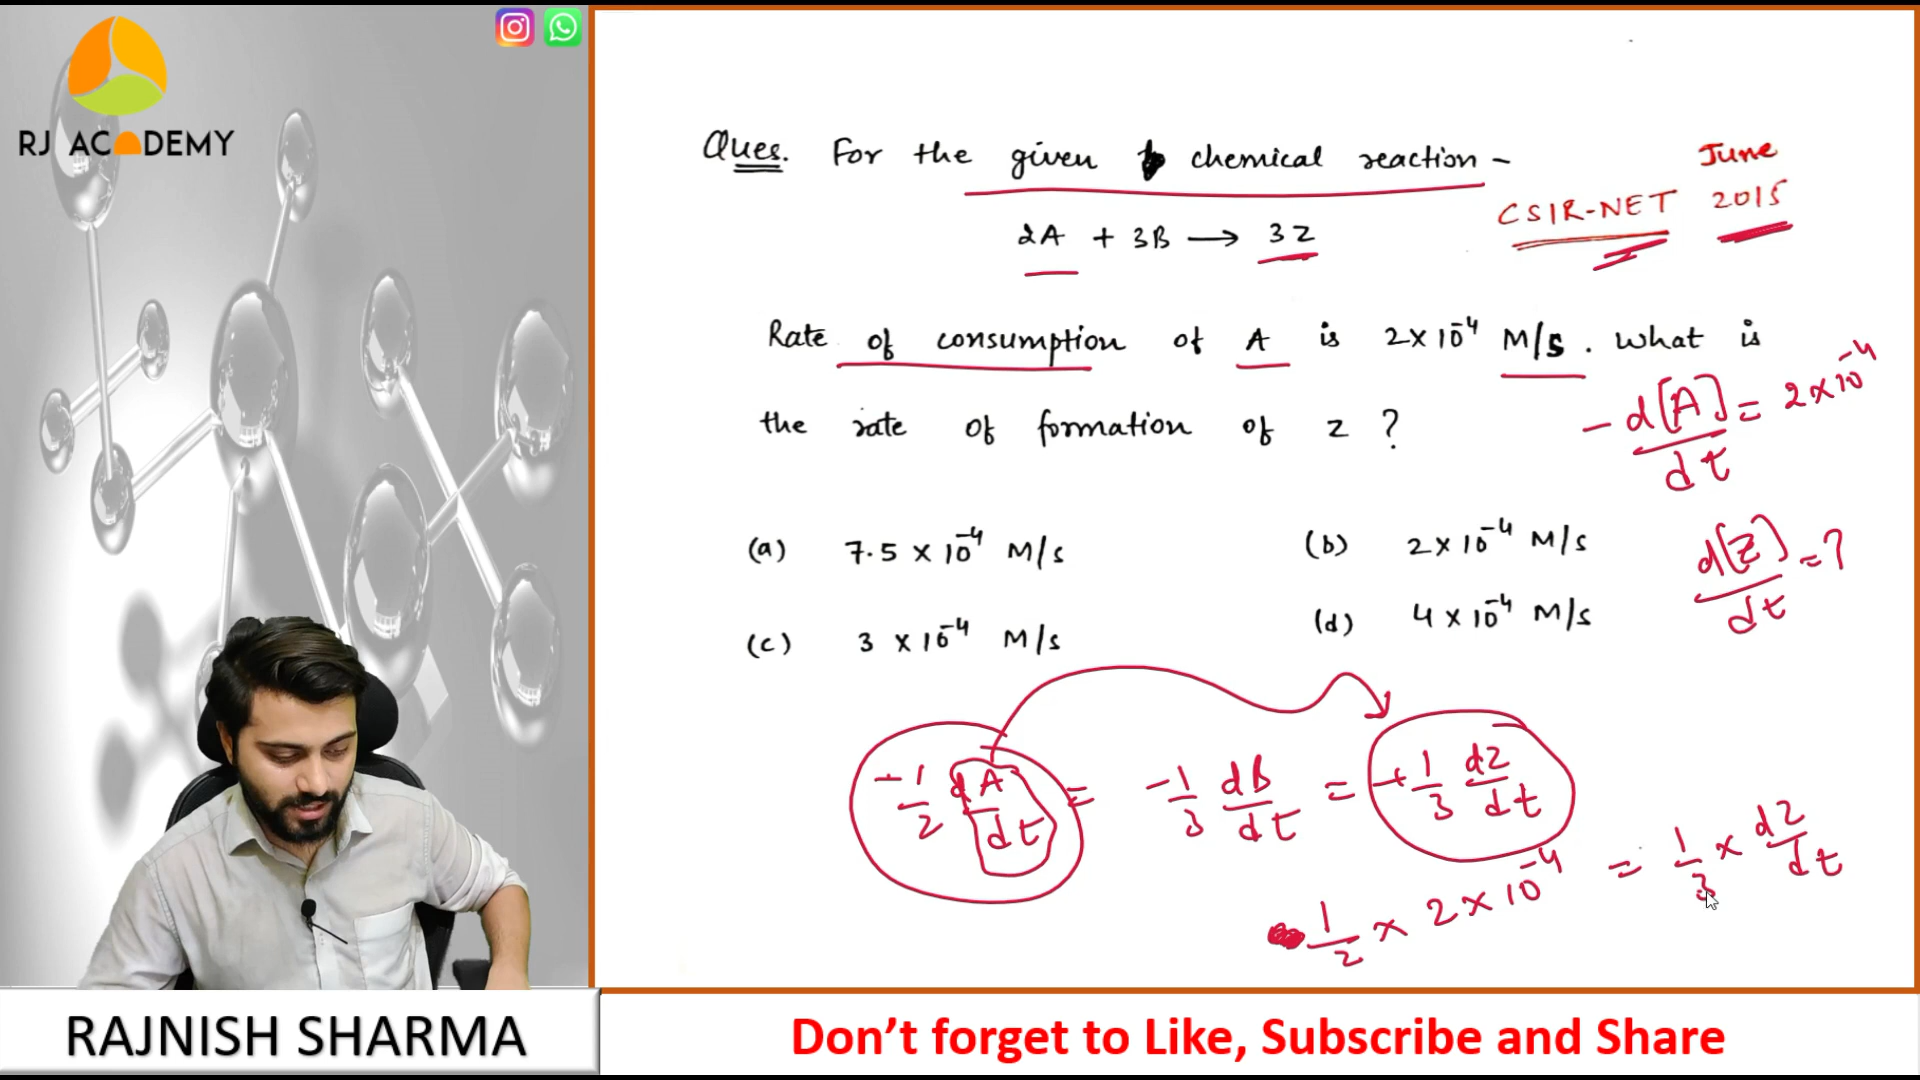 RJ ACADEMY
Ques. For the given chemical reaction -
2A + 3B → 3Z
CSIR-NET June 2015
Rate of consumption of A is 2×10⁻⁴ M/s. What is
the rate of formation of z ?
-d[A]/dt = 2×10⁻⁴
d[Z]/dt = ?
(a) 7.5 × 10⁻⁴ M/s
(b) 2 × 10⁻⁴ M/s
(c) 3 × 10⁻⁴ M/s
(d) 4 × 10⁻⁴ M/s
-1/2 dA/dt = -1/3 dB/dt = +1/3 dZ/dt
1/2 × 2×10⁻⁴ = 1/3 × dZ/dt
RAJNISH SHARMA
Don't forget to Like, Subscribe and Share